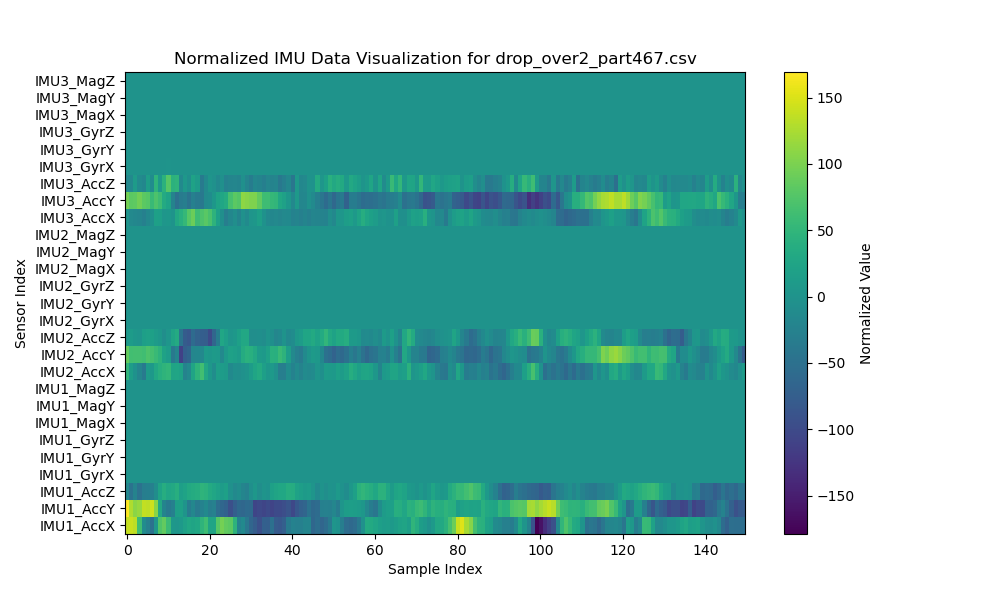 Normalized IMU Data Visualization for drop_over2_part467.csv
Sensor Index
IMU3_MagZ
IMU3_MagY
IMU3_MagX
IMU3_GyrZ
IMU3_GyrY
IMU3_GyrX
IMU3_AccZ
IMU3_AccY
IMU3_AccX
IMU2_MagZ
IMU2_MagY
IMU2_MagX
IMU2_GyrZ
IMU2_GyrY
IMU2_GyrX
IMU2_AccZ
IMU2_AccY
IMU2_AccX
IMU1_MagZ
IMU1_MagY
IMU1_MagX
IMU1_GyrZ
IMU1_GyrY
IMU1_GyrX
IMU1_AccZ
IMU1_AccY
IMU1_AccX
0 20 40 60 80 100 120 140
Sample Index
150
100
50
0
−50
−100
−150
Normalized Value